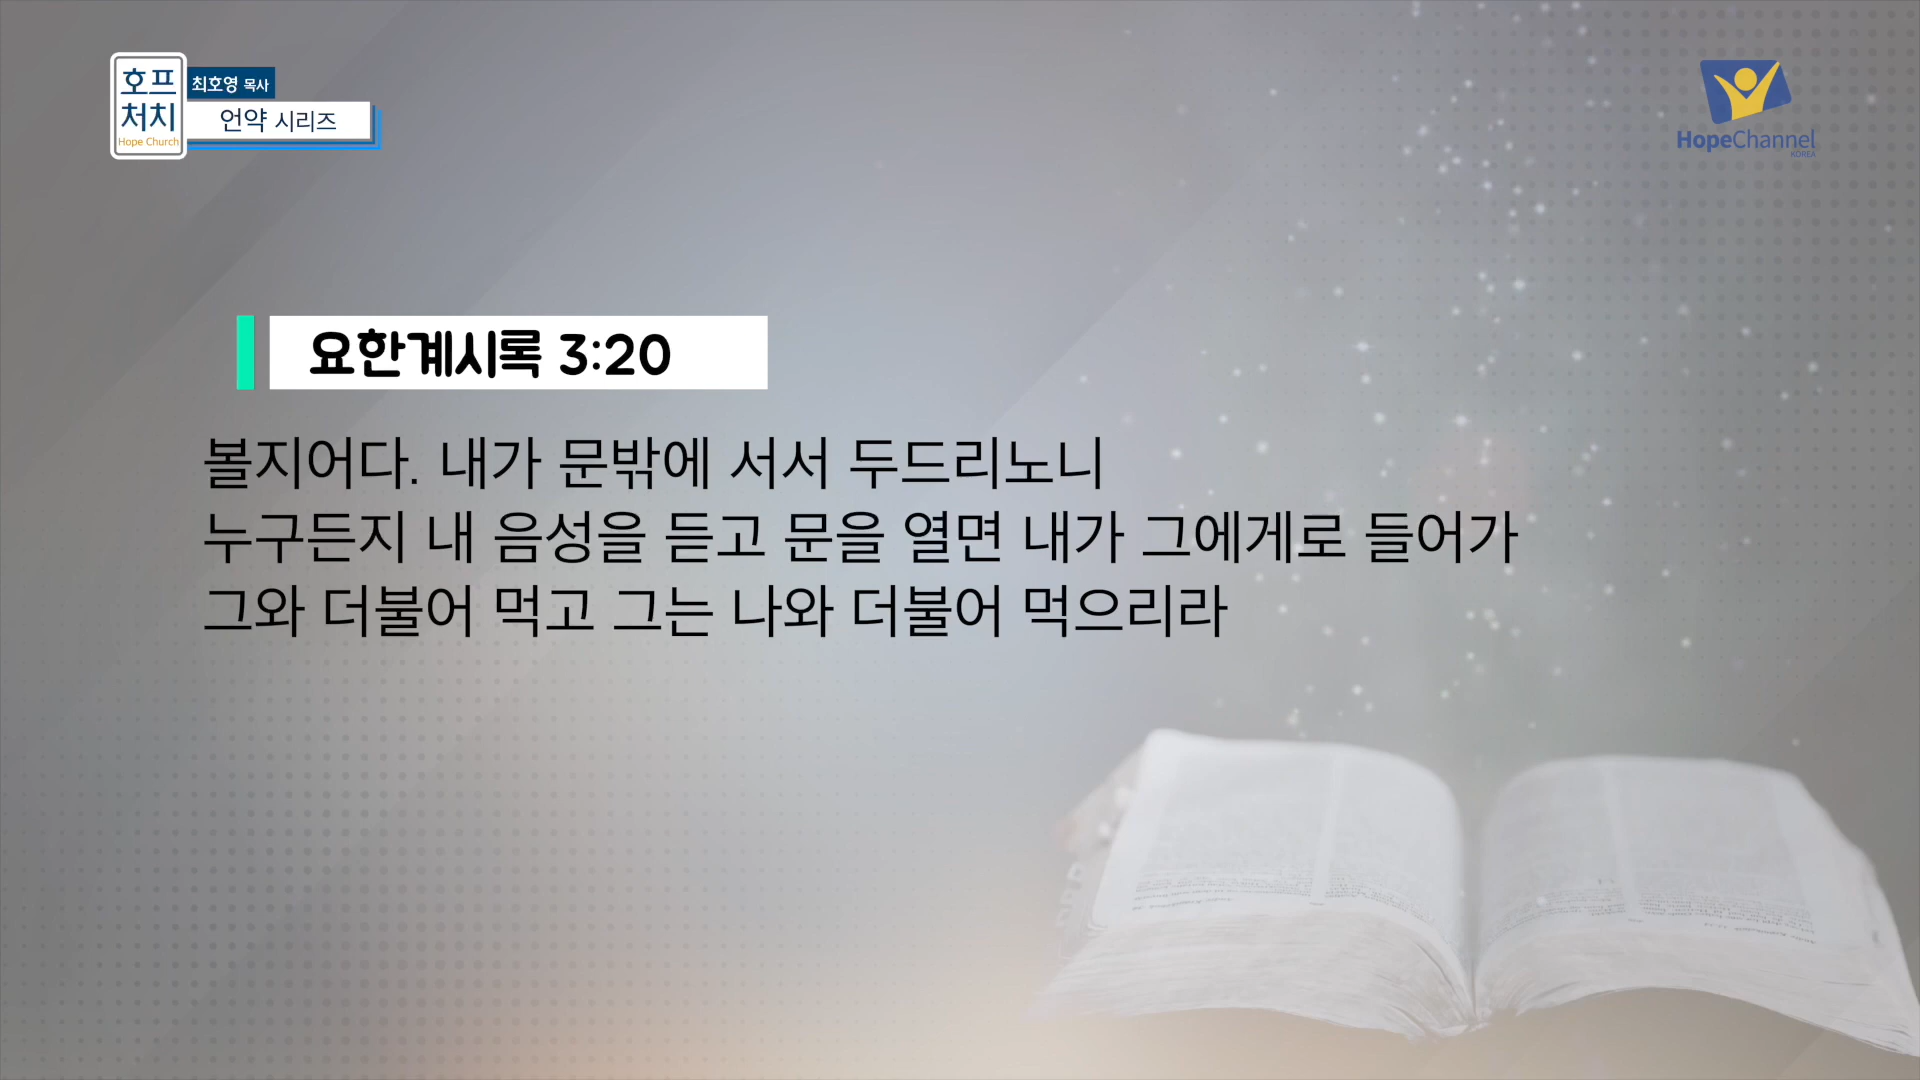 호프
처치
Hope Church
최호영 목사
언약 시리즈
HopeChannel
KOREA
요한계시록 3:20
볼지어다. 내가 문밖에 서서 두드리노니
누구든지 내 음성을 듣고 문을 열면 내가 그에게로 들어가
그와 더불어 먹고 그는 나와 더불어 먹으리라